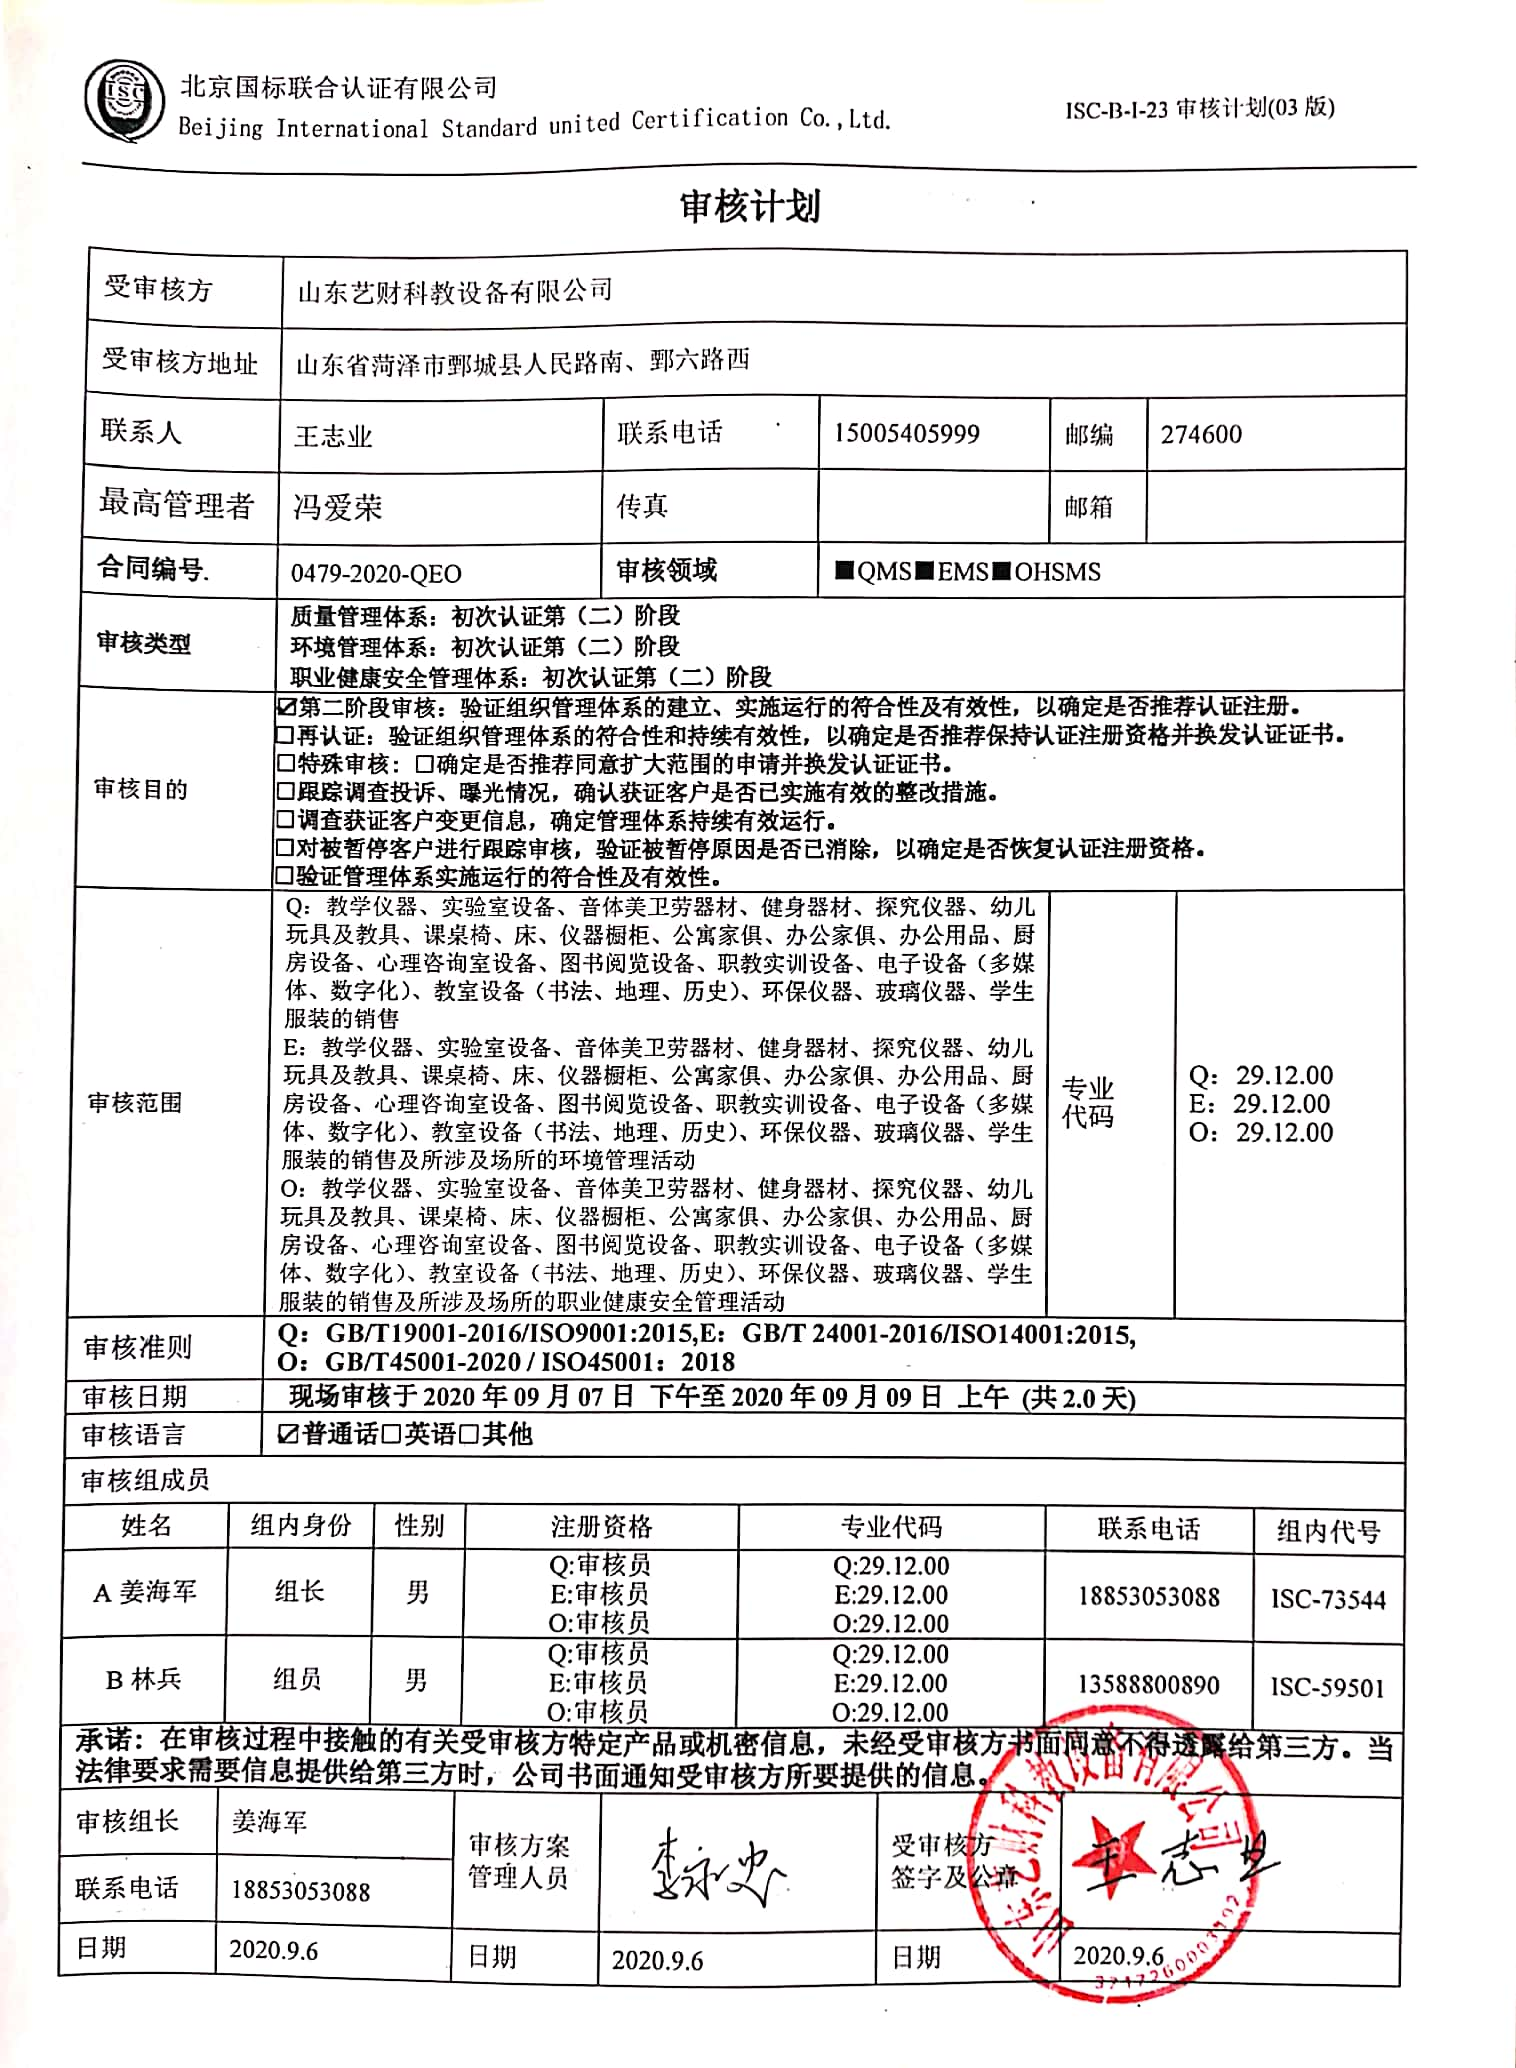 ISC
北京国标联合认证有限公司
Beijing International Standard united Certification Co.,Ltd.
ISC-B-I-23 审核计划(03 版)
审核计划
受审核方 山东艺财科教设备有限公司
受审核方地址 山东省菏泽市鄄城县人民路南、鄄六路西
联系人 王志业 联系电话 15005405999 邮编 274600
最高管理者 冯爱荣 传真 邮箱
合同编号. 0479-2020-QEO 审核领域 ■QMS■EMS■OHSMS
审核类型
质量管理体系：初次认证第（二）阶段
环境管理体系：初次认证第（二）阶段
职业健康安全管理体系：初次认证第（二）阶段
审核目的
☑第二阶段审核：验证组织管理体系的建立、实施运行的符合性及有效性，以确定是否推荐认证注册。
□再认证：验证组织管理体系的符合性和持续有效性，以确定是否推荐保持认证注册资格并换发认证证书。
□特殊审核：□确定是否推荐同意扩大范围的申请并换发认证证书。
□跟踪调查投诉、曝光情况，确认获证客户是否已实施有效的整改措施。
□调查获证客户变更信息，确定管理体系持续有效运行。
□对被暂停客户进行跟踪审核，验证被暂停原因是否已消除，以确定是否恢复认证注册资格。
□验证管理体系实施运行的符合性及有效性。
审核范围
Q：教学仪器、实验室设备、音体美卫劳器材、健身器材、探究仪器、幼儿
玩具及教具、课桌椅、床、仪器橱柜、公寓家俱、办公家俱、办公用品、厨
房设备、心理咨询室设备、图书阅览设备、职教实训设备、电子设备（多媒
体、数字化）、教室设备（书法、地理、历史）、环保仪器、玻璃仪器、学生
服装的销售
E：教学仪器、实验室设备、音体美卫劳器材、健身器材、探究仪器、幼儿
玩具及教具、课桌椅、床、仪器橱柜、公寓家俱、办公家俱、办公用品、厨
房设备、心理咨询室设备、图书阅览设备、职教实训设备、电子设备（多媒
体、数字化）、教室设备（书法、地理、历史）、环保仪器、玻璃仪器、学生
服装的销售及所涉及场所的环境管理活动
O：教学仪器、实验室设备、音体美卫劳器材、健身器材、探究仪器、幼儿
玩具及教具、课桌椅、床、仪器橱柜、公寓家俱、办公家俱、办公用品、厨
房设备、心理咨询室设备、图书阅览设备、职教实训设备、电子设备（多媒
体、数字化）、教室设备（书法、地理、历史）、环保仪器、玻璃仪器、学生
服装的销售及所涉及场所的职业健康安全管理活动
专业
代码
Q：29.12.00
E：29.12.00
O：29.12.00
审核准则
Q：GB/T19001-2016/ISO9001:2015,E：GB/T 24001-2016/ISO14001:2015,
O：GB/T45001-2020 / ISO45001：2018
审核日期 现场审核于 2020 年 09 月 07 日 下午至 2020 年 09 月 09 日 上午 (共 2.0 天)
审核语言 ☑普通话□英语□其他
审核组成员
姓名 组内身份 性别 注册资格 专业代码 联系电话 组内代号
A 姜海军 组长 男
Q:审核员 Q:29.12.00
E:审核员 E:29.12.00
O:审核员 O:29.12.00
18853053088 ISC-73544
B 林兵 组员 男
Q:审核员 Q:29.12.00
E:审核员 E:29.12.00
O:审核员 O:29.12.00
13588800890 ISC-59501
承诺：在审核过程中接触的有关受审核方特定产品或机密信息，未经受审核方书面同意不得透露给第三方。当
法律要求需要信息提供给第三方时，公司书面通知受审核方所要提供的信息。
审核组长 姜海军
联系电话 18853053088
日期 2020.9.6
审核方案
管理人员
李永忠
日期 2020.9.6
受审核方
签字及公章
王志业
日期 2020.9.6
山东艺财科教设备有限公司